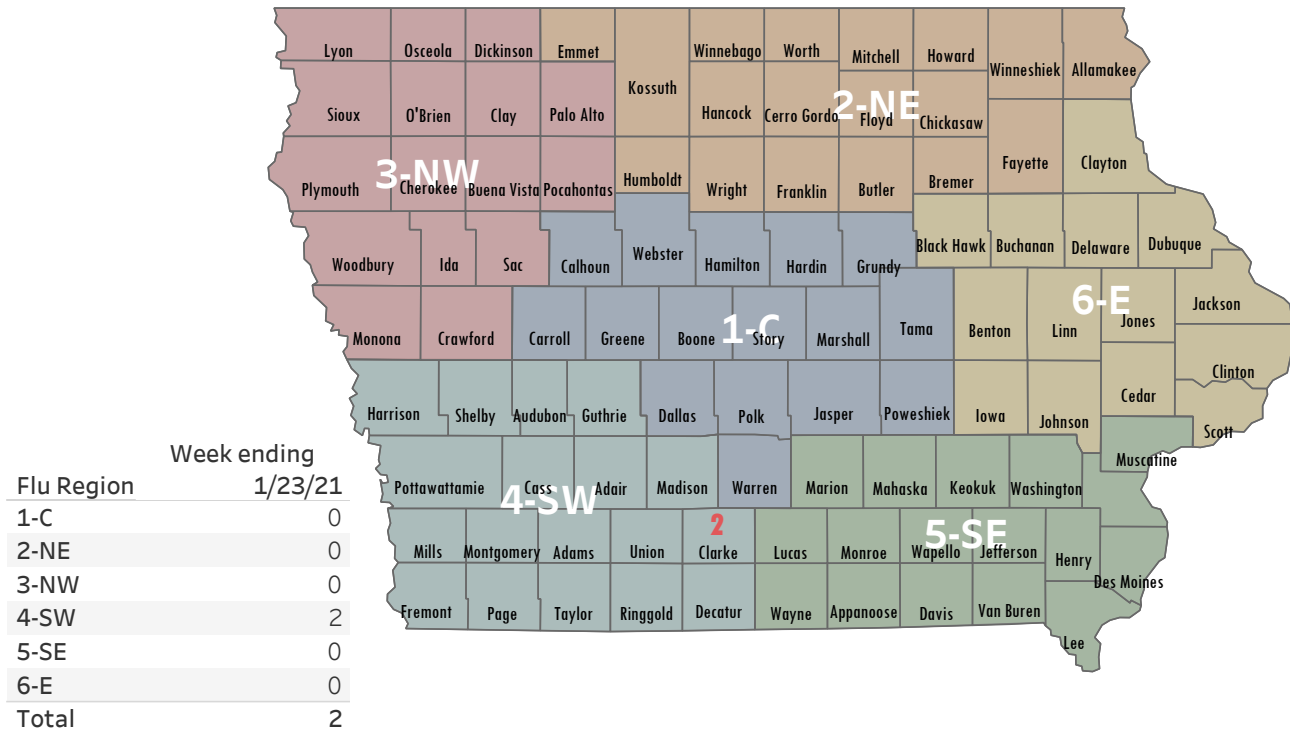 Lyon Osceola Dickinson Emmet Winnebago Worth Mitchell Howard Winneshiek Allamakee
Kossuth
Sioux O'Brien Clay Palo Alto Hancock Cerro Gordo Floyd Chickasaw
2-NE
Fayette Clayton
3-NW
Plymouth Cherokee Buena Vista Pocahontas Humboldt Wright Franklin Butler Bremer
Woodbury Ida Sac Calhoun Webster Hamilton Hardin Grundy Black Hawk Buchanan Delaware Dubuque
6-E
Jackson
1-C
Monona Crawford Carroll Greene Boone Story Marshall Tama Benton Linn Jones
Clinton
Harrison Shelby Audubon Guthrie Dallas Polk Jasper Poweshiek Iowa Johnson Cedar
Scott
Muscatine
Pottawattamie Cass Adair Madison Warren Marion Mahaska Keokuk Washington
4-SW
2
5-SE
Mills Montgomery Adams Union Clarke Lucas Monroe Wapello Jefferson Henry
Des Moines
Fremont Page Taylor Ringgold Decatur Wayne Appanoose Davis Van Buren
Lee
Week ending
Flu Region 1/23/21
1-C 0
2-NE 0
3-NW 0
4-SW 2
5-SE 0
6-E 0
Total 2